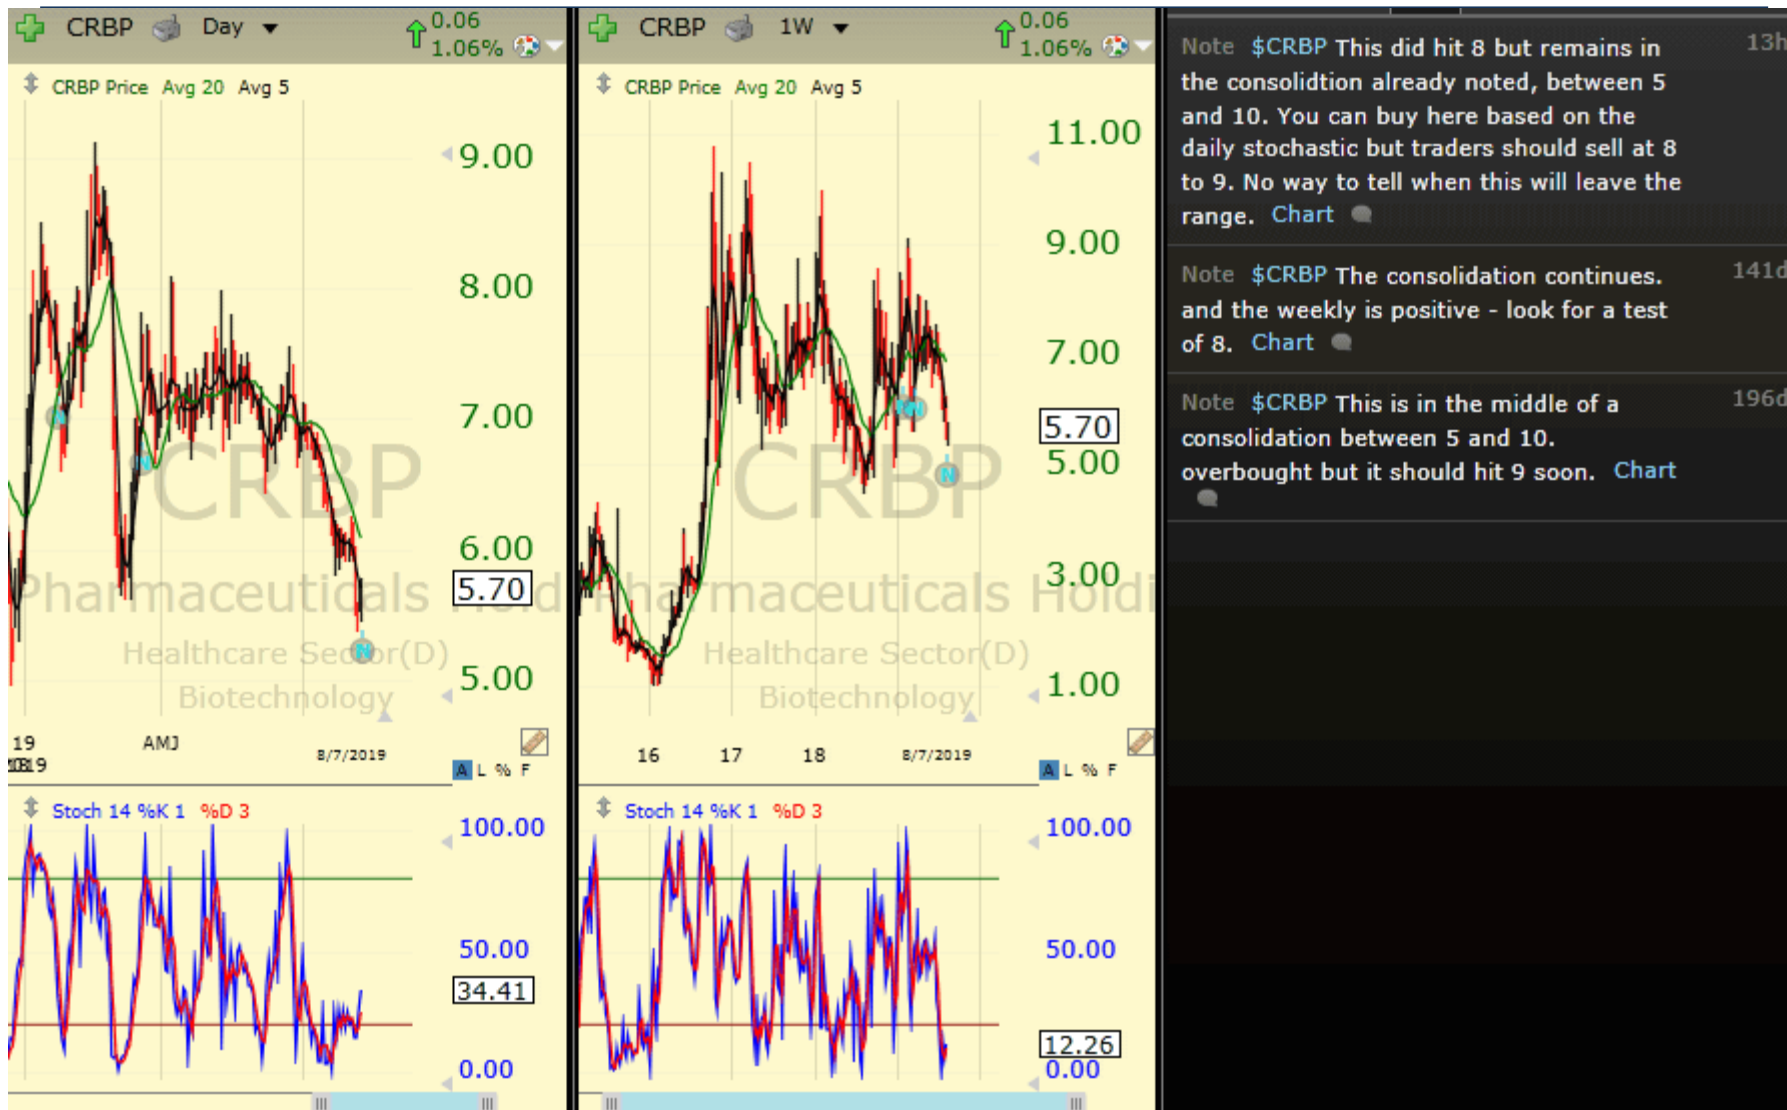 CRBP Day 0.06
1.06%
CRBP Price Avg 20 Avg 5
9.00
8.00
7.00
6.00
5.70
5.00
CRBP
Pharmaceuticals Hold
Healthcare Sector(D)
Biotechnology
N
N
N
19 AMJ 8/7/2019
A L % F
Stoch 14 %K 1 %D 3
100.00
50.00
34.41
0.00
CRBP 1W 0.06
1.06%
CRBP Price Avg 20 Avg 5
11.00
9.00
7.00
5.70
5.00
3.00
1.00
CRBP
Pharmaceuticals Holdi
Healthcare Sector(D)
Biotechnology
N
16 17 18 8/7/2019
A L % F
Stoch 14 %K 1 %D 3
100.00
50.00
12.26
0.00
Note $CRBP This did hit 8 but remains in 13h
the consolidtion already noted, between 5
and 10. You can buy here based on the
daily stochastic but traders should sell at 8
to 9. No way to tell when this will leave the
range. Chart
Note $CRBP The consolidation continues. 141d
and the weekly is positive - look for a test
of 8. Chart
Note $CRBP This is in the middle of a 196d
consolidation between 5 and 10.
overbought but it should hit 9 soon. Chart